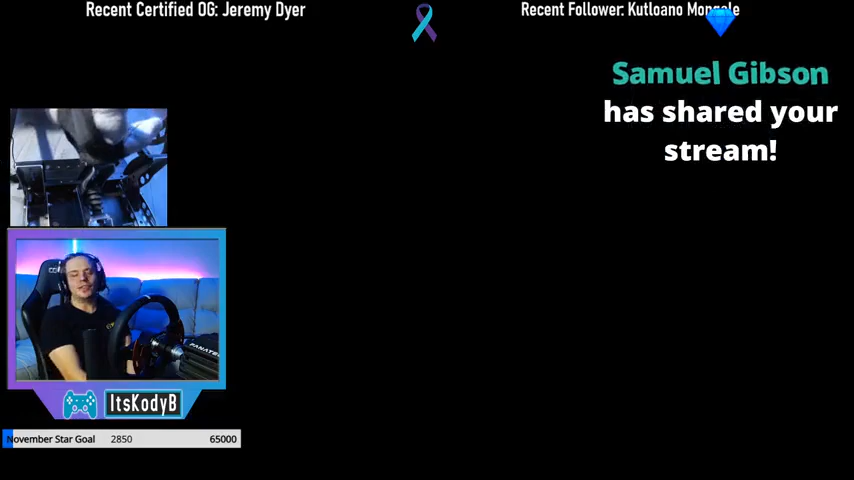 Recent Certified OG: Jeremy Dyer
Recent Follower: Kutloano
Samuel Gibson
has shared your
stream!
FANATEC
ItsKodyB
November Star Goal 2850 65000